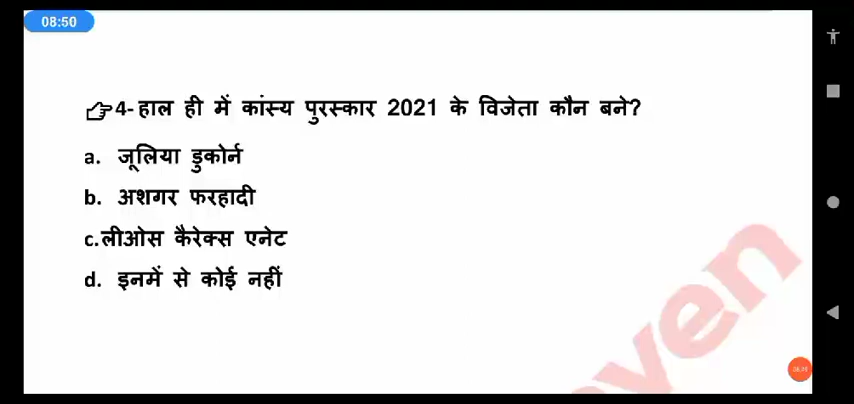 08:50
4- हाल ही में कांस्य पुरस्कार 2021 के विजेता कौन बने?
a. जूलिया डुकोर्न
b. अशगर फरहादी
c.लीओस कैरेक्स एनेट
d. इनमें से कोई नहीं